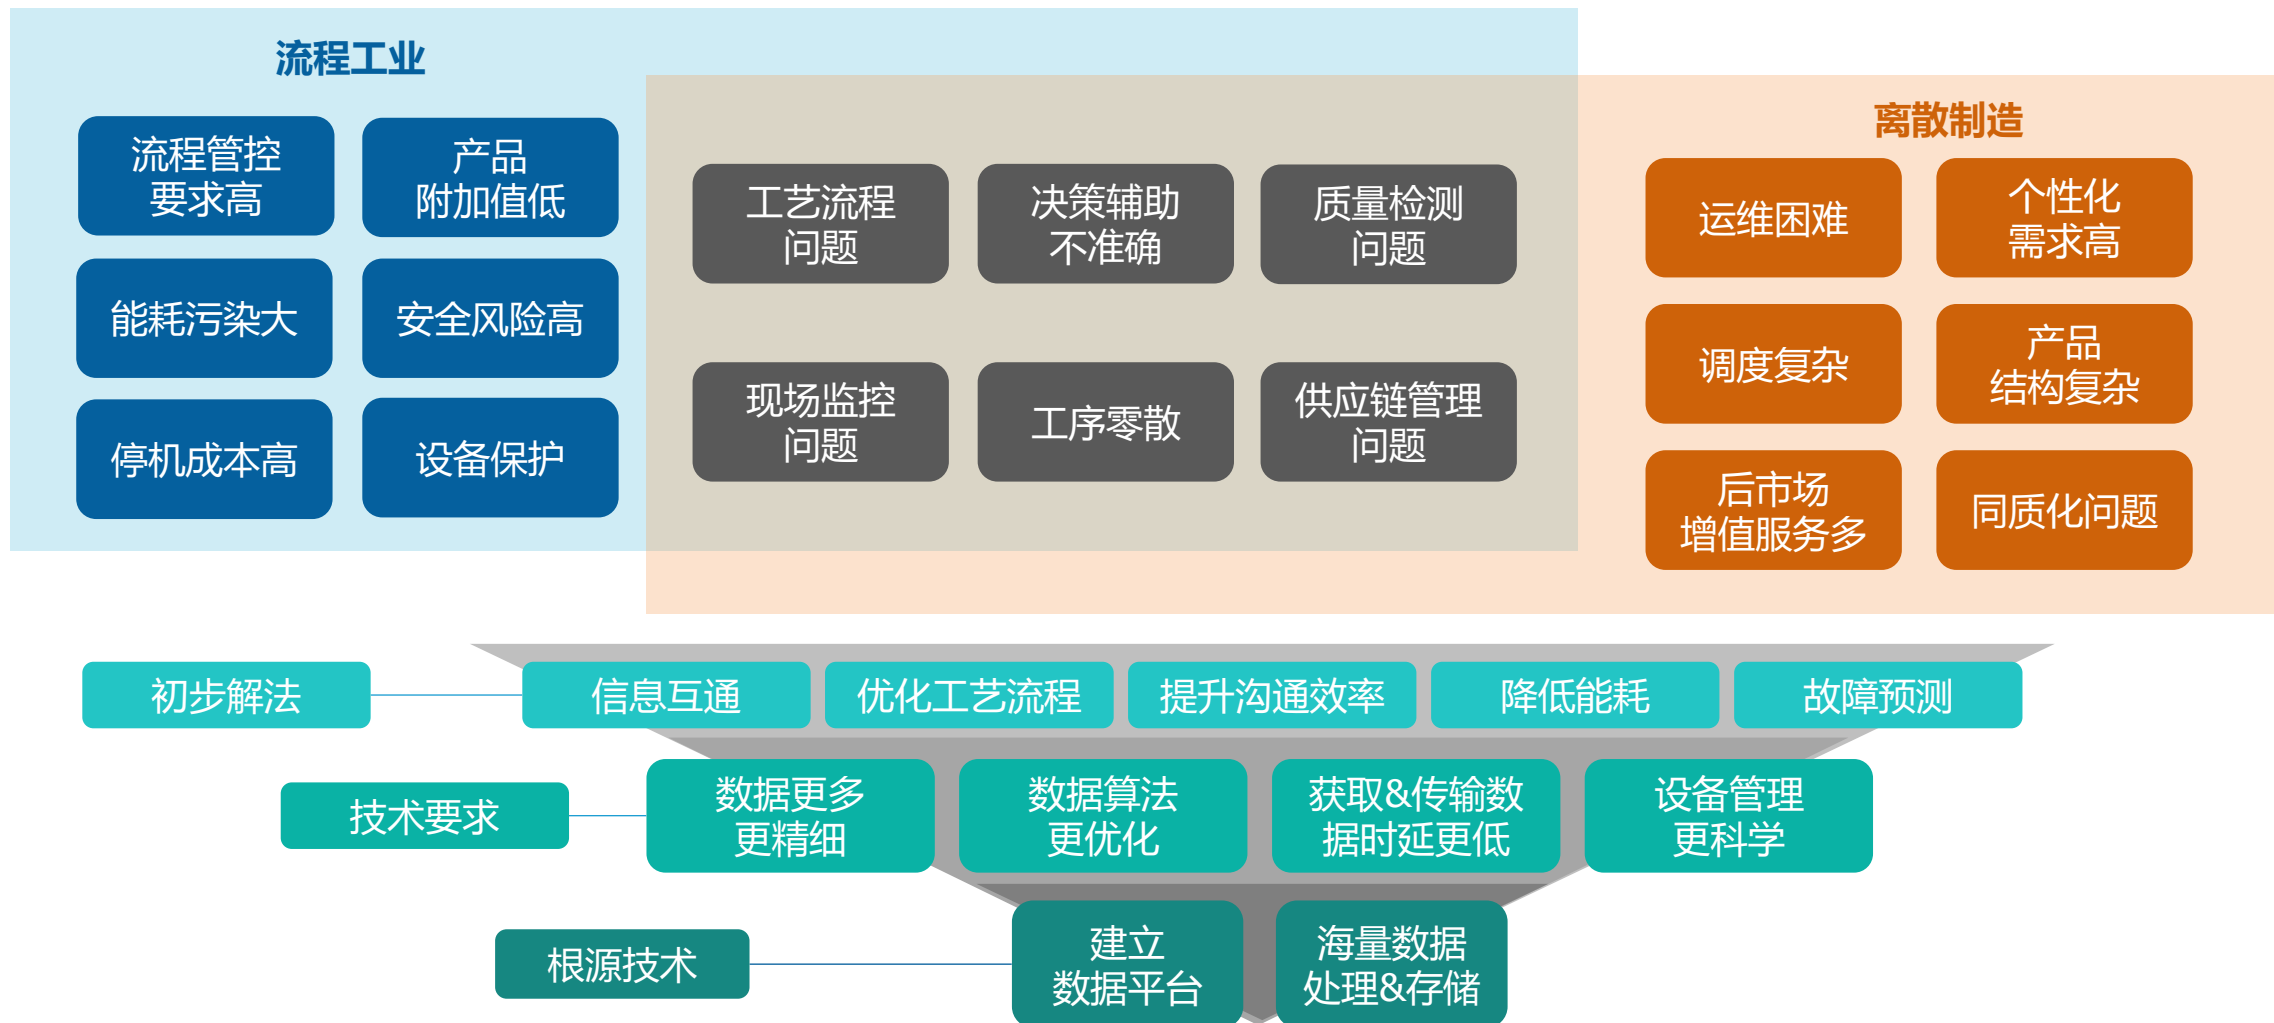 流程工业
流程管控
要求高
产品
附加值低
能耗污染大
安全风险高
停机成本高
设备保护
工艺流程
问题
决策辅助
不准确
质量检测
问题
现场监控
问题
工序零散
供应链管理
问题
离散制造
运维困难
个性化
需求高
调度复杂
产品
结构复杂
后市场
增值服务多
同质化问题
初步解法
信息互通
优化工艺流程
提升沟通效率
降低能耗
故障预测
技术要求
数据更多
更精细
数据算法
更优化
获取&传输数
据时延更低
设备管理
更科学
根源技术
建立
数据平台
海量数据
处理&存储